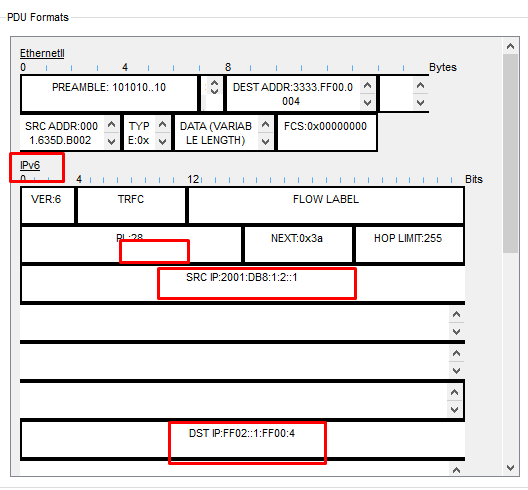 PDU Formats
EthernetII
0 4 8 Bytes
PREAMBLE: 101010..10
DEST ADDR:3333.FF00.0
004
SRC ADDR:000
1.635D.B002
TYP
E:0x
DATA (VARIAB
LE LENGTH)
FCS:0x00000000
IPv6
0 4 12 Bits
VER:6
TRFC
FLOW LABEL
PL:28
NEXT:0x3a
HOP LIMIT:255
SRC IP:2001:DB8:1:2::1
DST IP:FF02::1:FF00:4